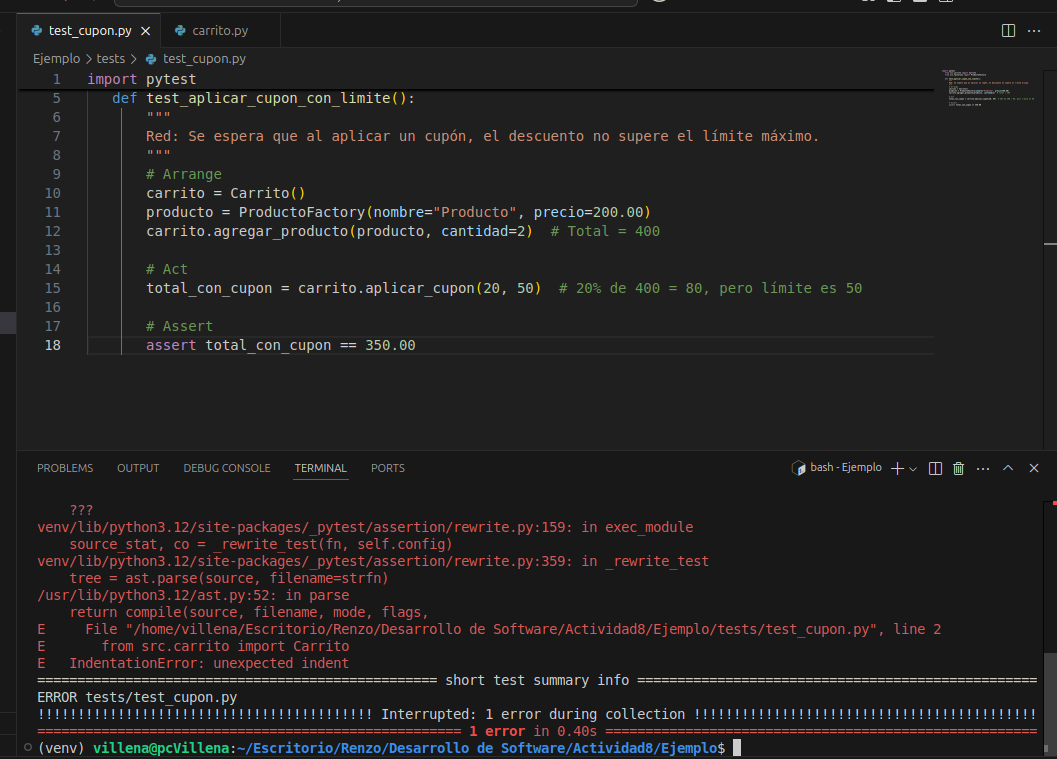 test_cupon.py
carrito.py
Ejemplo > tests > test_cupon.py
1 import pytest
5 def test_aplicar_cupon_con_limite():
6 """
7 Red: Se espera que al aplicar un cupón, el descuento no supere el límite máximo.
8 """
9 # Arrange
10 carrito = Carrito()
11 producto = ProductoFactory(nombre="Producto", precio=200.00)
12 carrito.agregar_producto(producto, cantidad=2)  # Total = 400
13
14 # Act
15 total_con_cupon = carrito.aplicar_cupon(20, 50)  # 20% de 400 = 80, pero límite es 50
16
17 # Assert
18 assert total_con_cupon == 350.00
PROBLEMS OUTPUT DEBUG CONSOLE TERMINAL PORTS
bash - Ejemplo
???
venv/lib/python3.12/site-packages/_pytest/assertion/rewrite.py:159: in exec_module
source_stat, co = _rewrite_test(fn, self.config)
venv/lib/python3.12/site-packages/_pytest/assertion/rewrite.py:359: in _rewrite_test
tree = ast.parse(source, filename=strfn)
/usr/lib/python3.12/ast.py:52: in parse
return compile(source, filename, mode, flags,
E File "/home/villena/Escritorio/Renzo/Desarrollo de Software/Actividad8/Ejemplo/tests/test_cupon.py", line 2
E from src.carrito import Carrito
E IndentationError: unexpected indent
================================================== short test summary info ==================================================
ERROR tests/test_cupon.py
!!!!!!!!!!!!!!!!!!!!!!!!!!!!!!!!!!!!!!!!!! Interrupted: 1 error during collection !!!!!!!!!!!!!!!!!!!!!!!!!!!!!!!!!!!!!!!!!!
===================================================== 1 error in 0.40s ======================================================
(venv) villena@pcVillena:~/Escritorio/Renzo/Desarrollo de Software/Actividad8/Ejemplo$